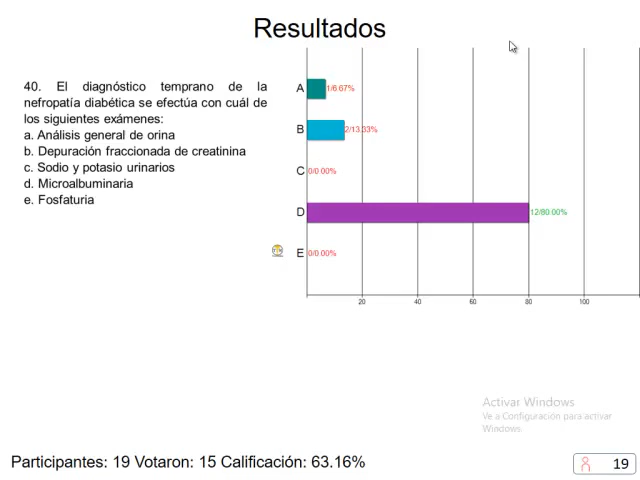 Resultados
40. El diagnóstico temprano de la
nefropatía diabética se efectúa con cuál de
los siguientes exámenes:
a. Análisis general de orina
b. Depuración fraccionada de creatinina
c. Sodio y potasio urinarios
d. Microalbuminaria
e. Fosfaturia
A 1/6.67%
B 2/13.33%
C 0/0.00%
D 12/80.00%
E 0/0.00%
20 40 60 80 100
Activar Windows
Ve a Configuración para activar
Windows.
Participantes: 19 Votaron: 15 Calificación: 63.16%
19